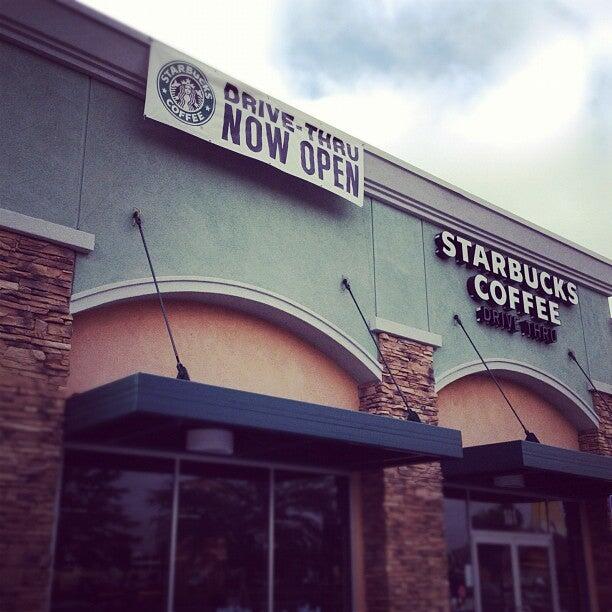 STARBUCKS
COFFEE
DRIVE-THRU
NOW OPEN
STARBUCKS
COFFEE
DRIVE THRU